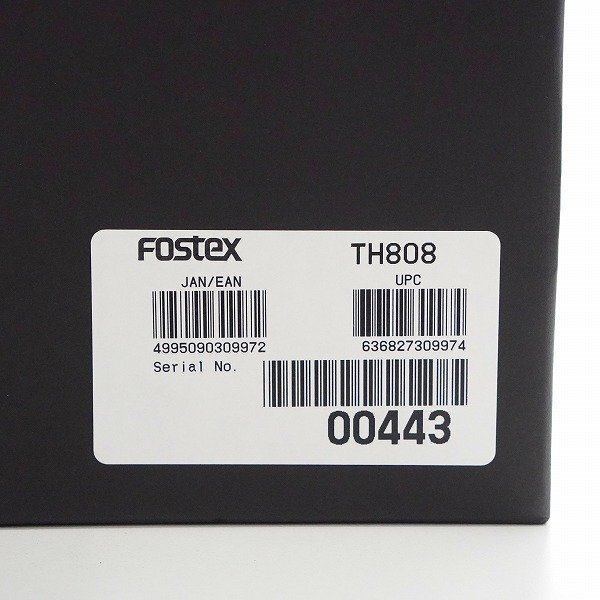 Fostex TH808
JAN/EAN UPC
4995090309972 636827309974
Serial No.
00443